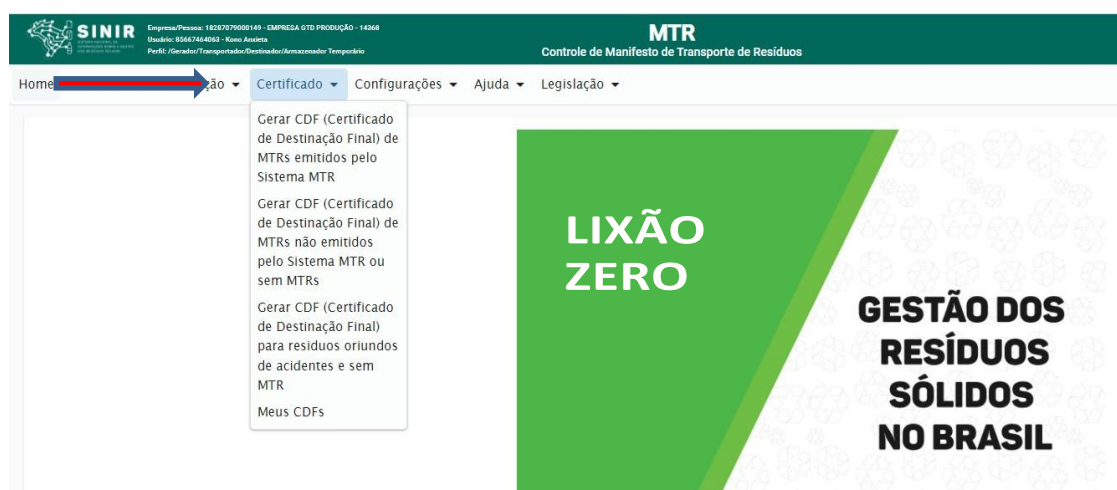 SINIR
Empresa/Pessoa: 18287079000149 - EMPRESA GTD PRODUÇÃO - 14368
Usuário: 85667464063 - Kono Anxieta
Perfil: /Gerador/Transportador/Destinador/Armazenador Temporário
MTR
Controle de Manifesto de Transporte de Resíduos
Home ção Certificado Configurações Ajuda Legislação
Gerar CDF (Certificado
de Destinação Final) de
MTRs emitidos pelo
Sistema MTR
Gerar CDF (Certificado
de Destinação Final) de
MTRs não emitidos
pelo Sistema MTR ou
sem MTRs
Gerar CDF (Certificado
de Destinação Final)
para residuos oriundos
de acidentes e sem
MTR
Meus CDFs
LIXÃO
ZERO
GESTÃO DOS
RESÍDUOS
SÓLIDOS
NO BRASIL